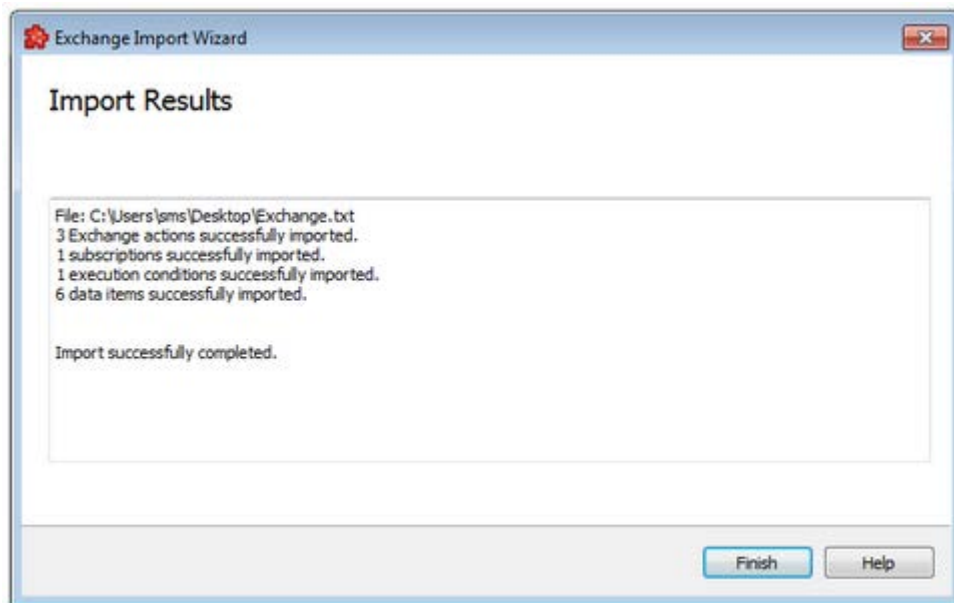 Exchange Import Wizard
Import Results
File: C:\Users\sms\Desktop\Exchange.txt
3 Exchange actions successfully imported.
1 subscriptions successfully imported.
1 execution conditions successfully imported.
6 data items successfully imported.
Import successfully completed.
Finish
Help